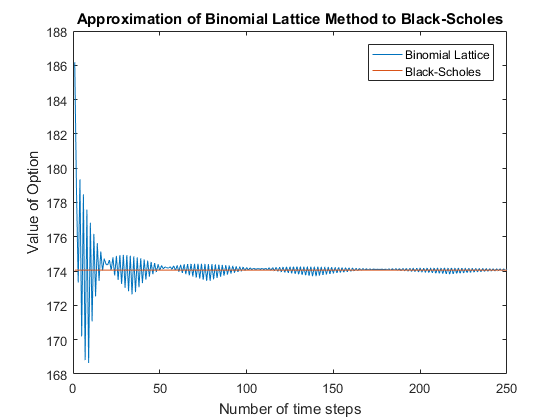 Approximation of Binomial Lattice Method to Black-Scholes
188
186
184
182
180
178
176
174
172
170
168
Value of Option
Binomial Lattice
Black-Scholes
0 50 100 150 200 250
Number of time steps